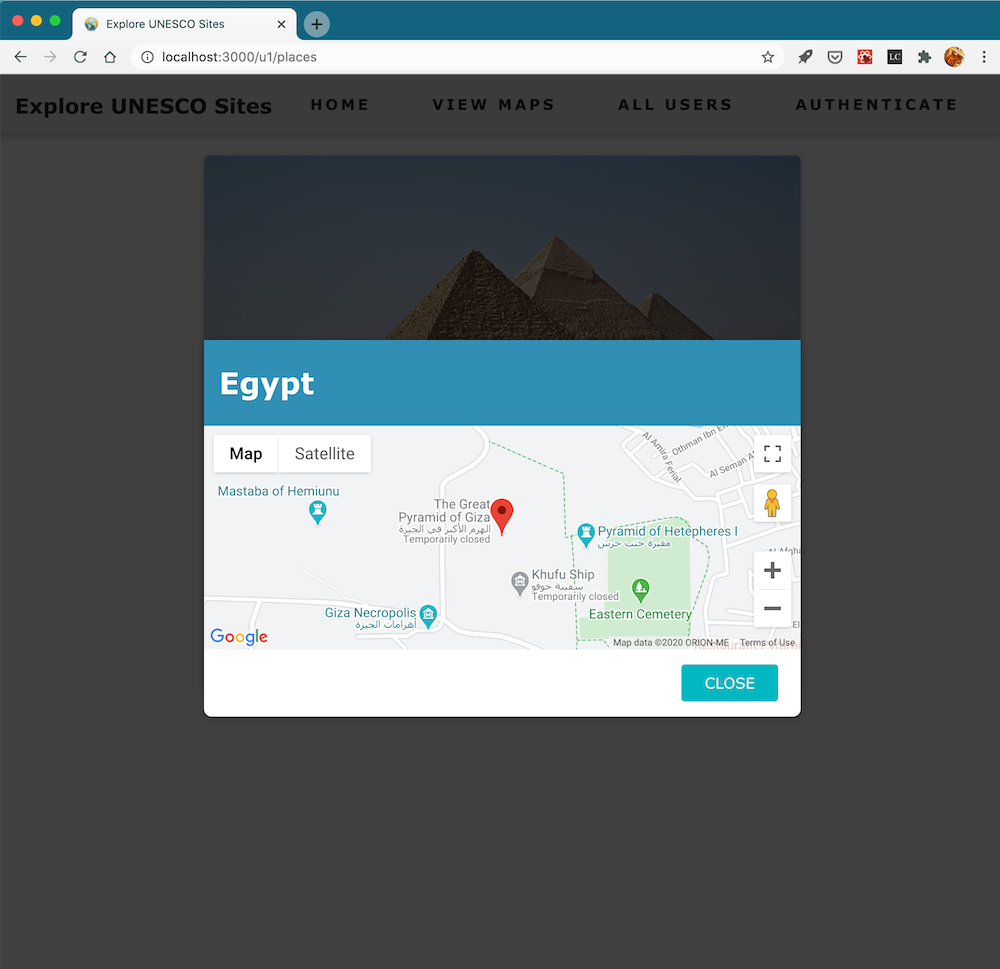 Explore UNESCO Sites
localhost:3000/u1/places
LC
Explore UNESCO Sites
HOME
VIEW MAPS
ALL USERS
AUTHENTICATE
Egypt
Map
Satellite
Al Amira Ferial
Othman Ibn
Al Seman
Mastaba of Hemiunu
The Great
Pyramid of Giza
الهرم الأكبر في الجيزة
Temporarily closed
Pyramid of Hetepheres I
مقبرة حتب حرس
Khufu Ship
سفينة خوفو
Temporarily closed
Eastern Cemetery
Giza Necropolis
أهرامات الجيزة
Google
Map data ©2020 ORION-ME
Terms of Use
CLOSE